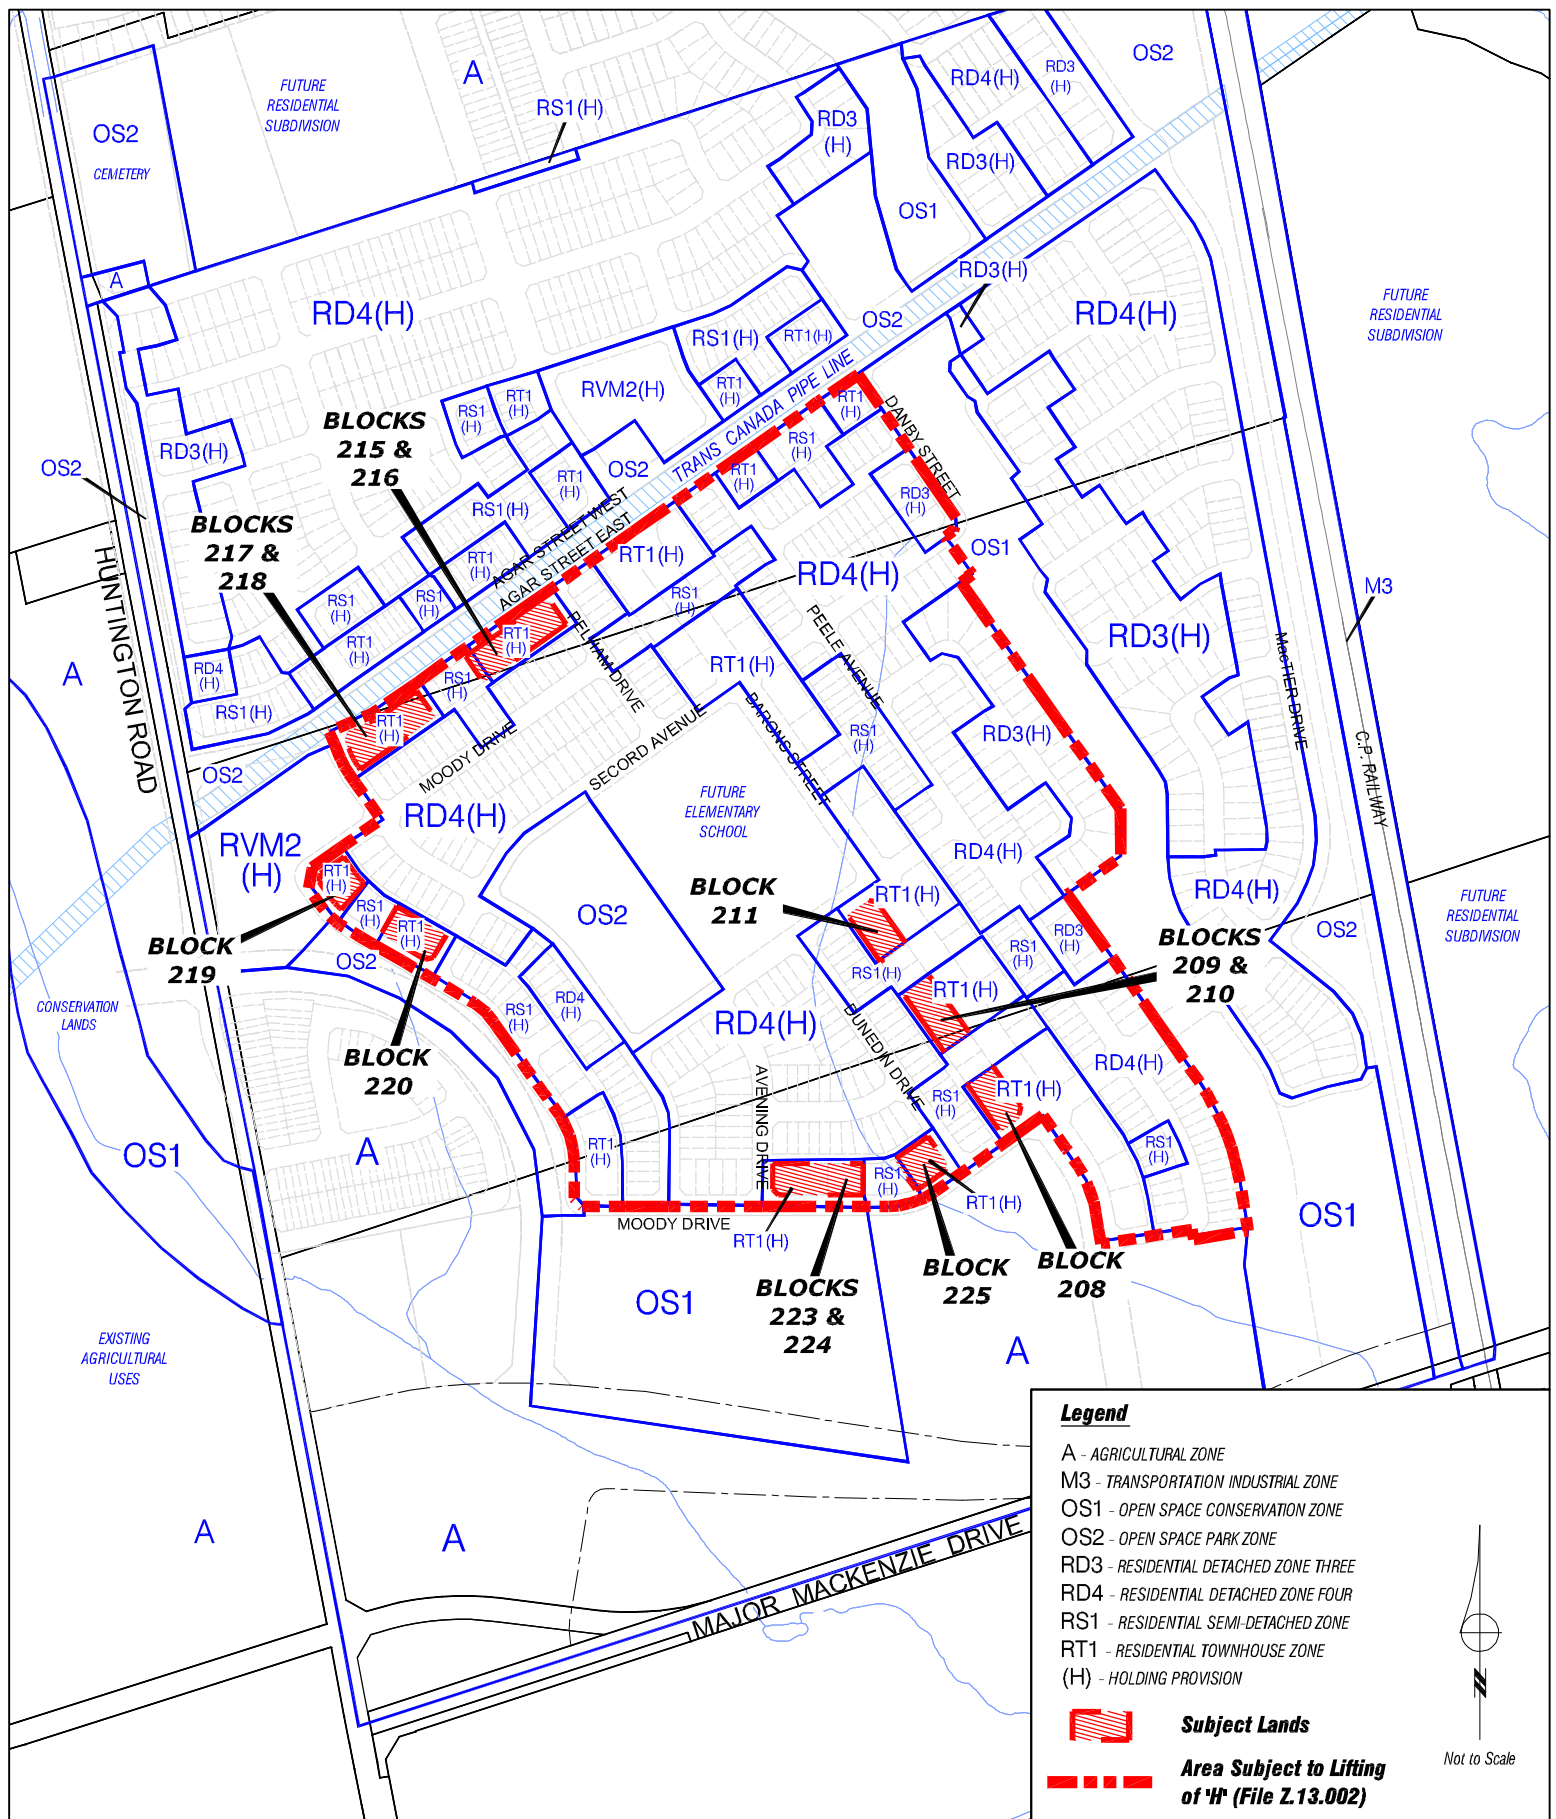 A
FUTURE
RESIDENTIAL
SUBDIVISION
OS2
CEMETERY
RS1(H)
RD3
(H)
RD4(H)
RD3
(H)
OS2
RD3(H)
OS1
A
RD4(H)
RD3(H)
RD4(H)
FUTURE
RESIDENTIAL
SUBDIVISION
OS2
RS1(H)
RT1(H)
RT1
(H)
RVM2(H)
RT1
(H)
RS1
(H)
TRANS CANADA PIPE LINE
RT1
(H)
DANBY STREET
BLOCKS
215 &
216
RD3(H)
OS2
OS2
RT1
(H)
RS1(H)
RT1
(H)
RS1
(H)
RT1
(H)
RD3
(H)
BLOCKS
217 &
218
HUNTINGTON ROAD
AGAR STREET WEST
AGAR STREET EAST
RT1(H)
RS1
(H)
RD4(H)
OS1
M3
RS1
(H)
RS1
(H)
RT1
(H)
RT1
(H)
PELHAM DRIVE
PEELE AVENUE
RD3(H)
MacTIER DRIVE
C.P. RAILWAY
A
RD4
(H)
RS1(H)
RS1
(H)
RT1
(H)
RT1(H)
BARONS STREET
RS1
(H)
RD3(H)
OS2
MOODY DRIVE
SECOND AVENUE
RD4(H)
FUTURE
ELEMENTARY
SCHOOL
RVM2
(H)
RT1
(H)
RS1
(H)
RT1
(H)
OS2
BLOCK
211
RT1(H)
RD4(H)
RD4(H)
FUTURE
RESIDENTIAL
SUBDIVISION
OS2
BLOCK
219
OS2
RS1(H)
RS1
(H)
RD3
(H)
BLOCKS
209 &
210
CONSERVATION
LANDS
RS1
(H)
RD4
(H)
RD4(H)
RT1(H)
DUNEDIN DRIVE
RD4(H)
BLOCK
220
AVENING DRIVE
RS1
(H)
RT1(H)
OS1
A
RT1
(H)
RS1
(H)
RS1
(H)
RT1(H)
MOODY DRIVE
RT1(H)
OS1
OS1
BLOCKS
223 &
224
BLOCK
225
BLOCK
208
EXISTING
AGRICULTURAL
USES
A
A
A
MAJOR MACKENZIE DRIVE
Legend
A - AGRICULTURAL ZONE
M3 - TRANSPORTATION INDUSTRIAL ZONE
OS1 - OPEN SPACE CONSERVATION ZONE
OS2 - OPEN SPACE PARK ZONE
RD3 - RESIDENTIAL DETACHED ZONE THREE
RD4 - RESIDENTIAL DETACHED ZONE FOUR
RS1 - RESIDENTIAL SEMI-DETACHED ZONE
RT1 - RESIDENTIAL TOWNHOUSE ZONE
(H) - HOLDING PROVISION
Subject Lands
Area Subject to Lifting
of "H" (File Z.13.002)
N
Not to Scale